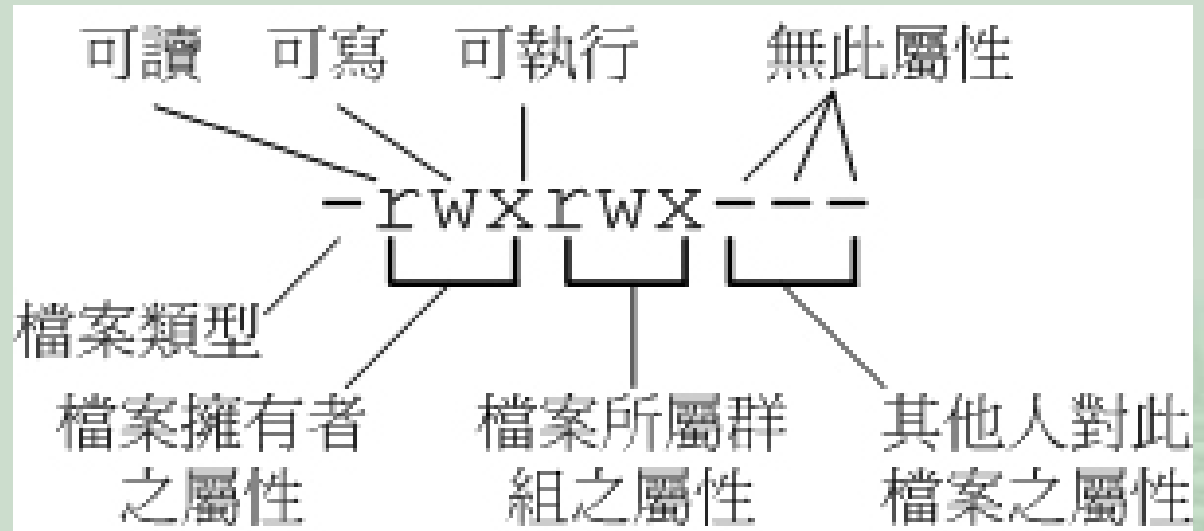 可讀 可寫 可執行 無此屬性
-rwxrwx---
檔案類型
檔案擁有者 檔案所屬群 其他人對此
之屬性 組之屬性 檔案之屬性